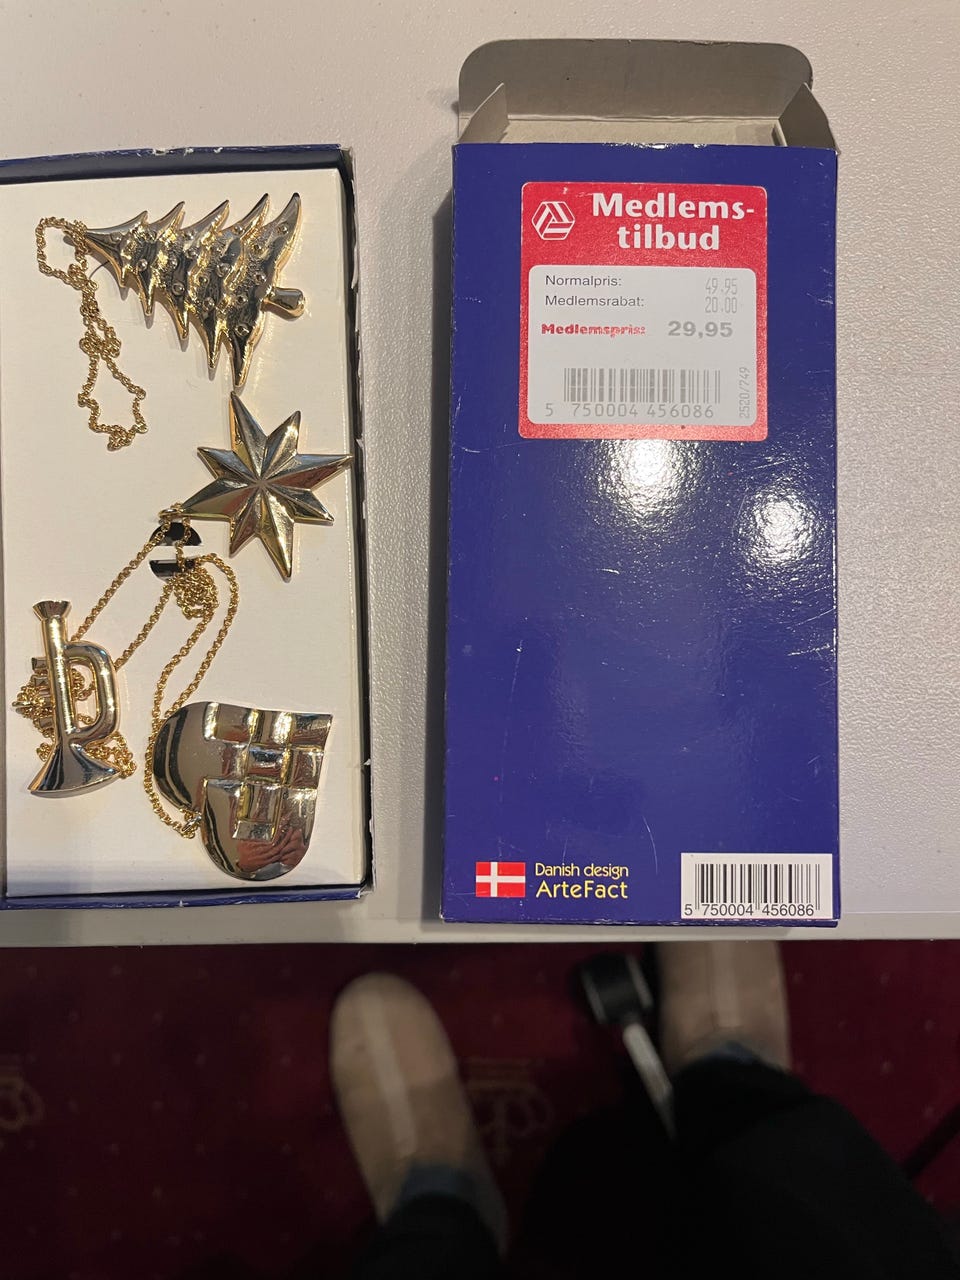 Medlems-
tilbud
Normalpris: 49.95
Medlemsrabat: 20.00
Medlemspris: 29,95
5 750004 456086
2520/749
Danish design
ArteFact
5 750004 456086